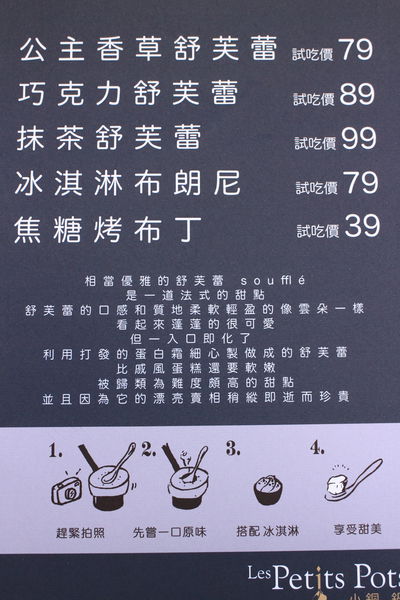 公主香草舒芙蕾 試吃價 79
巧克力舒芙蕾 試吃價 89
抹茶舒芙蕾 試吃價 99
冰淇淋布朗尼 試吃價 79
焦糖烤布丁 試吃價 39
相當優雅的舒芙蕾 soufflé
是一道法式的甜點
舒芙蕾的口感和質地柔軟輕盈的像雲朵一樣
看起來蓬蓬的很可愛
但一入口即化了
利用打發的蛋白霜細心製做成的舒芙蕾
比戚風蛋糕還要軟嫩
被歸類為難度頗高的甜點
並且因為它的漂亮賣相稍縱即逝而珍貴
1. 2. 3. 4.
趕緊拍照 先嘗一口原味 搭配冰淇淋 享受甜美
Les Petits Pots
小銅